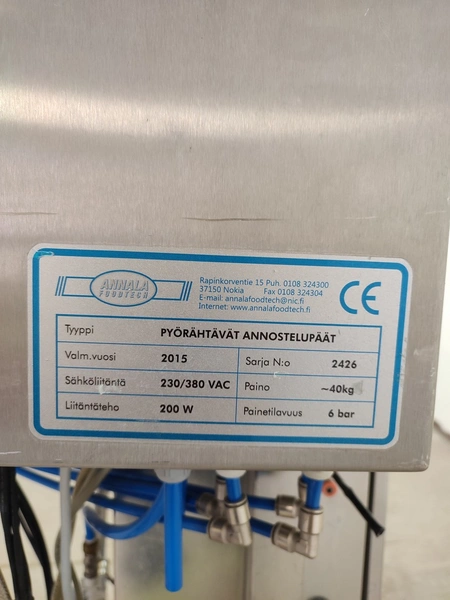 ANNALA
FOODTECH
Rapinkorventie 15 Puh. 0108 324300
37150 Nokia Fax 0108 324304
E-mail: annalafoodtech@nic.fi
Internet: www.annalafoodtech.fi
CE
Tyyppi PYÖRÄHTÄVÄT ANNOSTELUPÄÄT
Valm.vuosi 2015 Sarja N:o 2426
Sähköliitäntä 230/380 VAC Paino ~40kg
Liitäntäteho 200 W Painetilavuus 6 bar